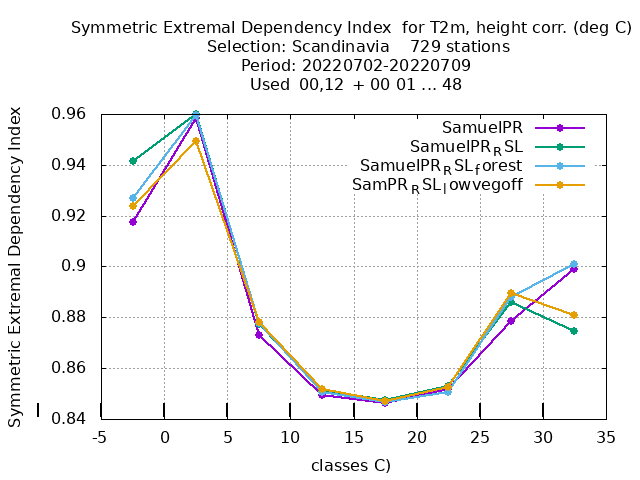 Symmetric Extremal Dependency Index for T2m, height corr. (deg C)
Selection: Scandinavia 729 stations
Period: 20220702-20220709
Used 00,12 + 00 01 ... 48
Symmetric Extremal Dependency Index
0.96
0.94
0.92
0.9
0.88
0.86
0.84
SamuelPR
SamuelPR_RSL
SamuelPR_RSL_forest
SamPR_RSL_lowvegoff
-5 0 5 10 15 20 25 30 35
classes C)